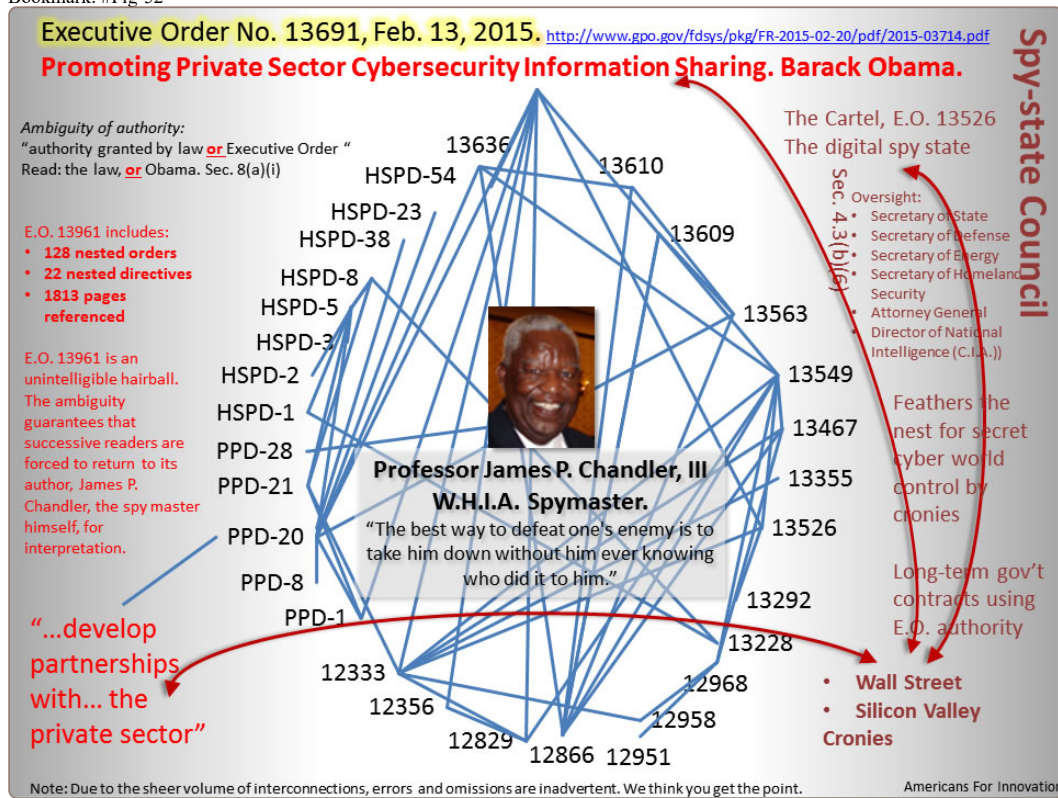 Bookmark: #Fig-52
Executive Order No. 13691, Feb. 13, 2015. http://www.gpo.gov/fdsys/pkg/FR-2015-02-20/pdf/2015-03714.pdf
Promoting Private Sector Cybersecurity Information Sharing. Barack Obama.
Spy-state Council
Ambiguity of authority:
“authority granted by law or Executive Order “
Read: the law, or Obama. Sec. 8(a)(i)
E.O. 13961 includes:
• 128 nested orders
• 22 nested directives
• 1813 pages
referenced
E.O. 13961 is an
unintelligible hairball.
The ambiguity
guarantees that
successive readers are
forced to return to its
author, James P.
Chandler, the spy master
himself, for
interpretation.
“...develop
partnerships
with... the
private sector”
13636
HSPD-54
HSPD-23
HSPD-38
HSPD-8
HSPD-5
HSPD-3
HSPD-2
HSPD-1
PPD-28
PPD-21
PPD-20
PPD-8
PPD-1
12333
12356
12829
12866
12951
12958
12968
13228
13292
13526
13355
13467
13549
13563
13609
13610
Professor James P. Chandler, III
W.H.I.A. Spymaster.
“The best way to defeat one's enemy is to
take him down without him ever knowing
who did it to him.”
The Cartel, E.O. 13526
The digital spy state
Sec. 4.3(b)(6)
Oversight:
• Secretary of State
• Secretary of Defense
• Secretary of Energy
• Secretary of Homeland
Security
• Attorney General
• Director of National
Intelligence (C.I.A.))
Feathers the
nest for secret
cyber world
control by
cronies
Long-term gov’t
contracts using
E.O. authority
• Wall Street
• Silicon Valley
Cronies
Note: Due to the sheer volume of interconnections, errors and omissions are inadvertent. We think you get the point.
Americans For Innovation